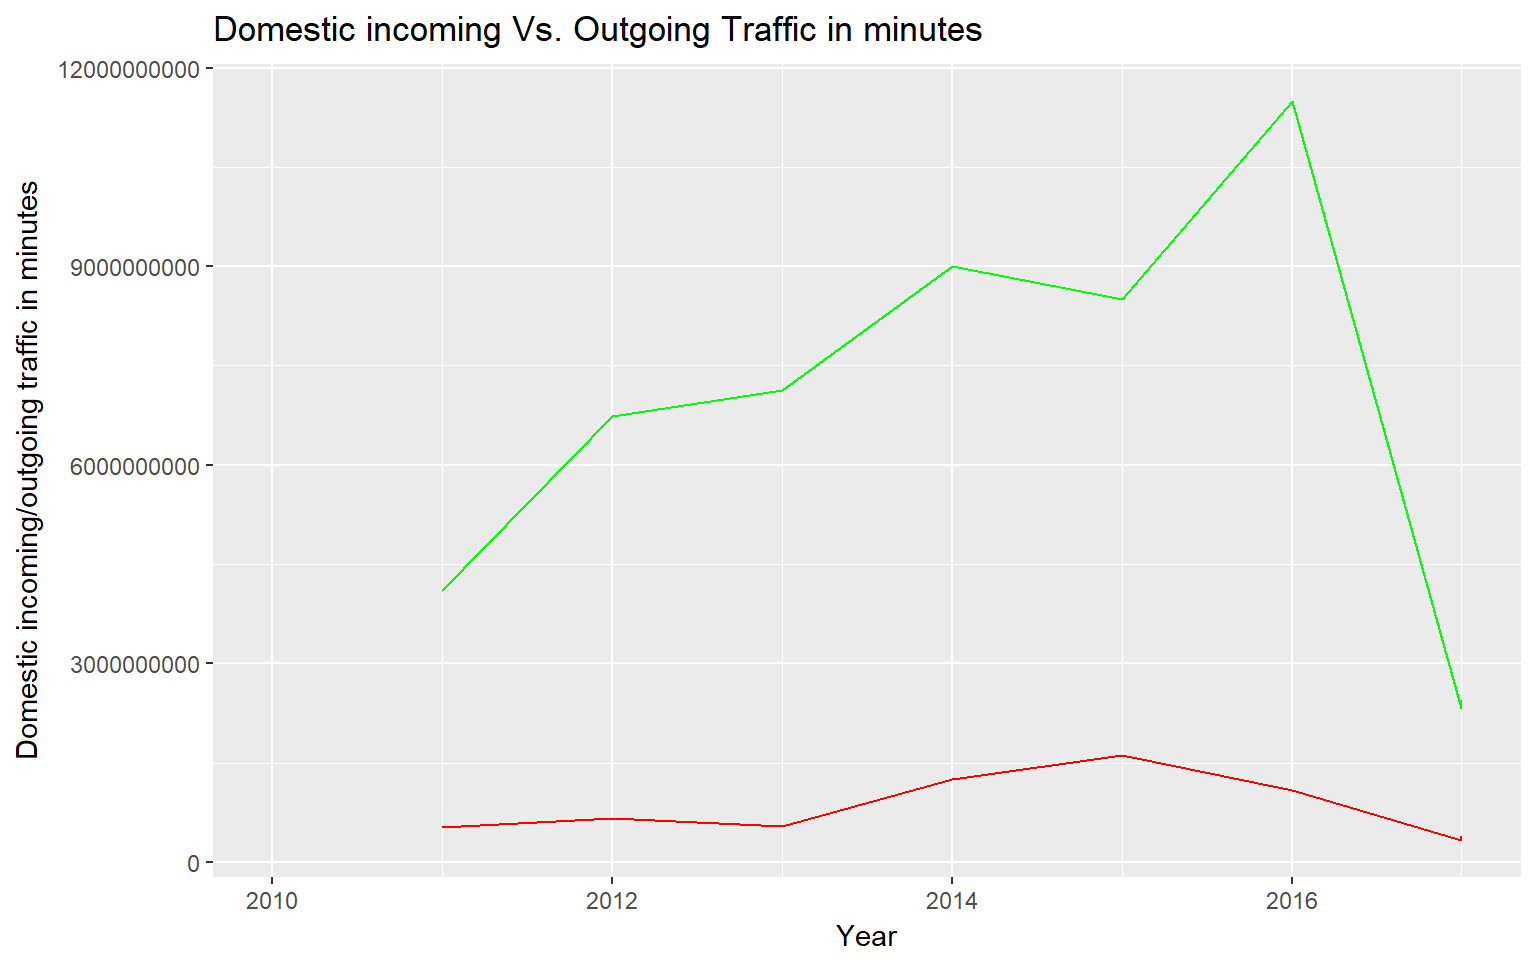 Domestic incoming Vs. Outgoing Traffic in minutes
Domestic incoming/outgoing traffic in minutes
12000000000
9000000000
6000000000
3000000000
0
2010 2012 2014 2016
Year